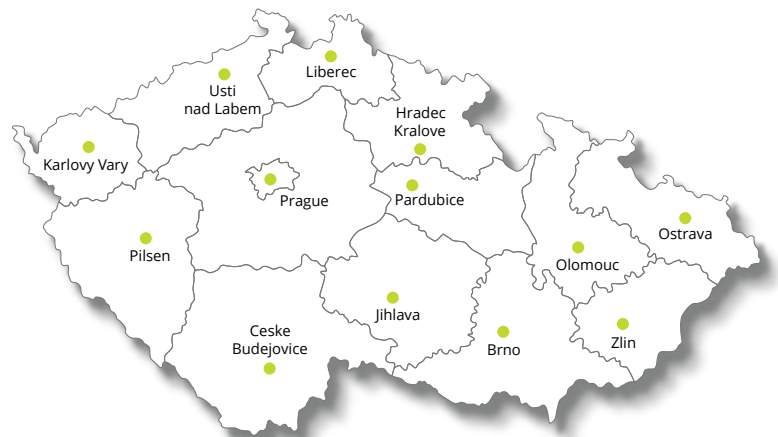 Liberec
Usti
nad Labem
Hradec
Kralove
Karlovy Vary
Prague
Pardubice
Ostrava
Pilsen
Olomouc
Jihlava
Ceske
Budejovice
Brno
Zlin